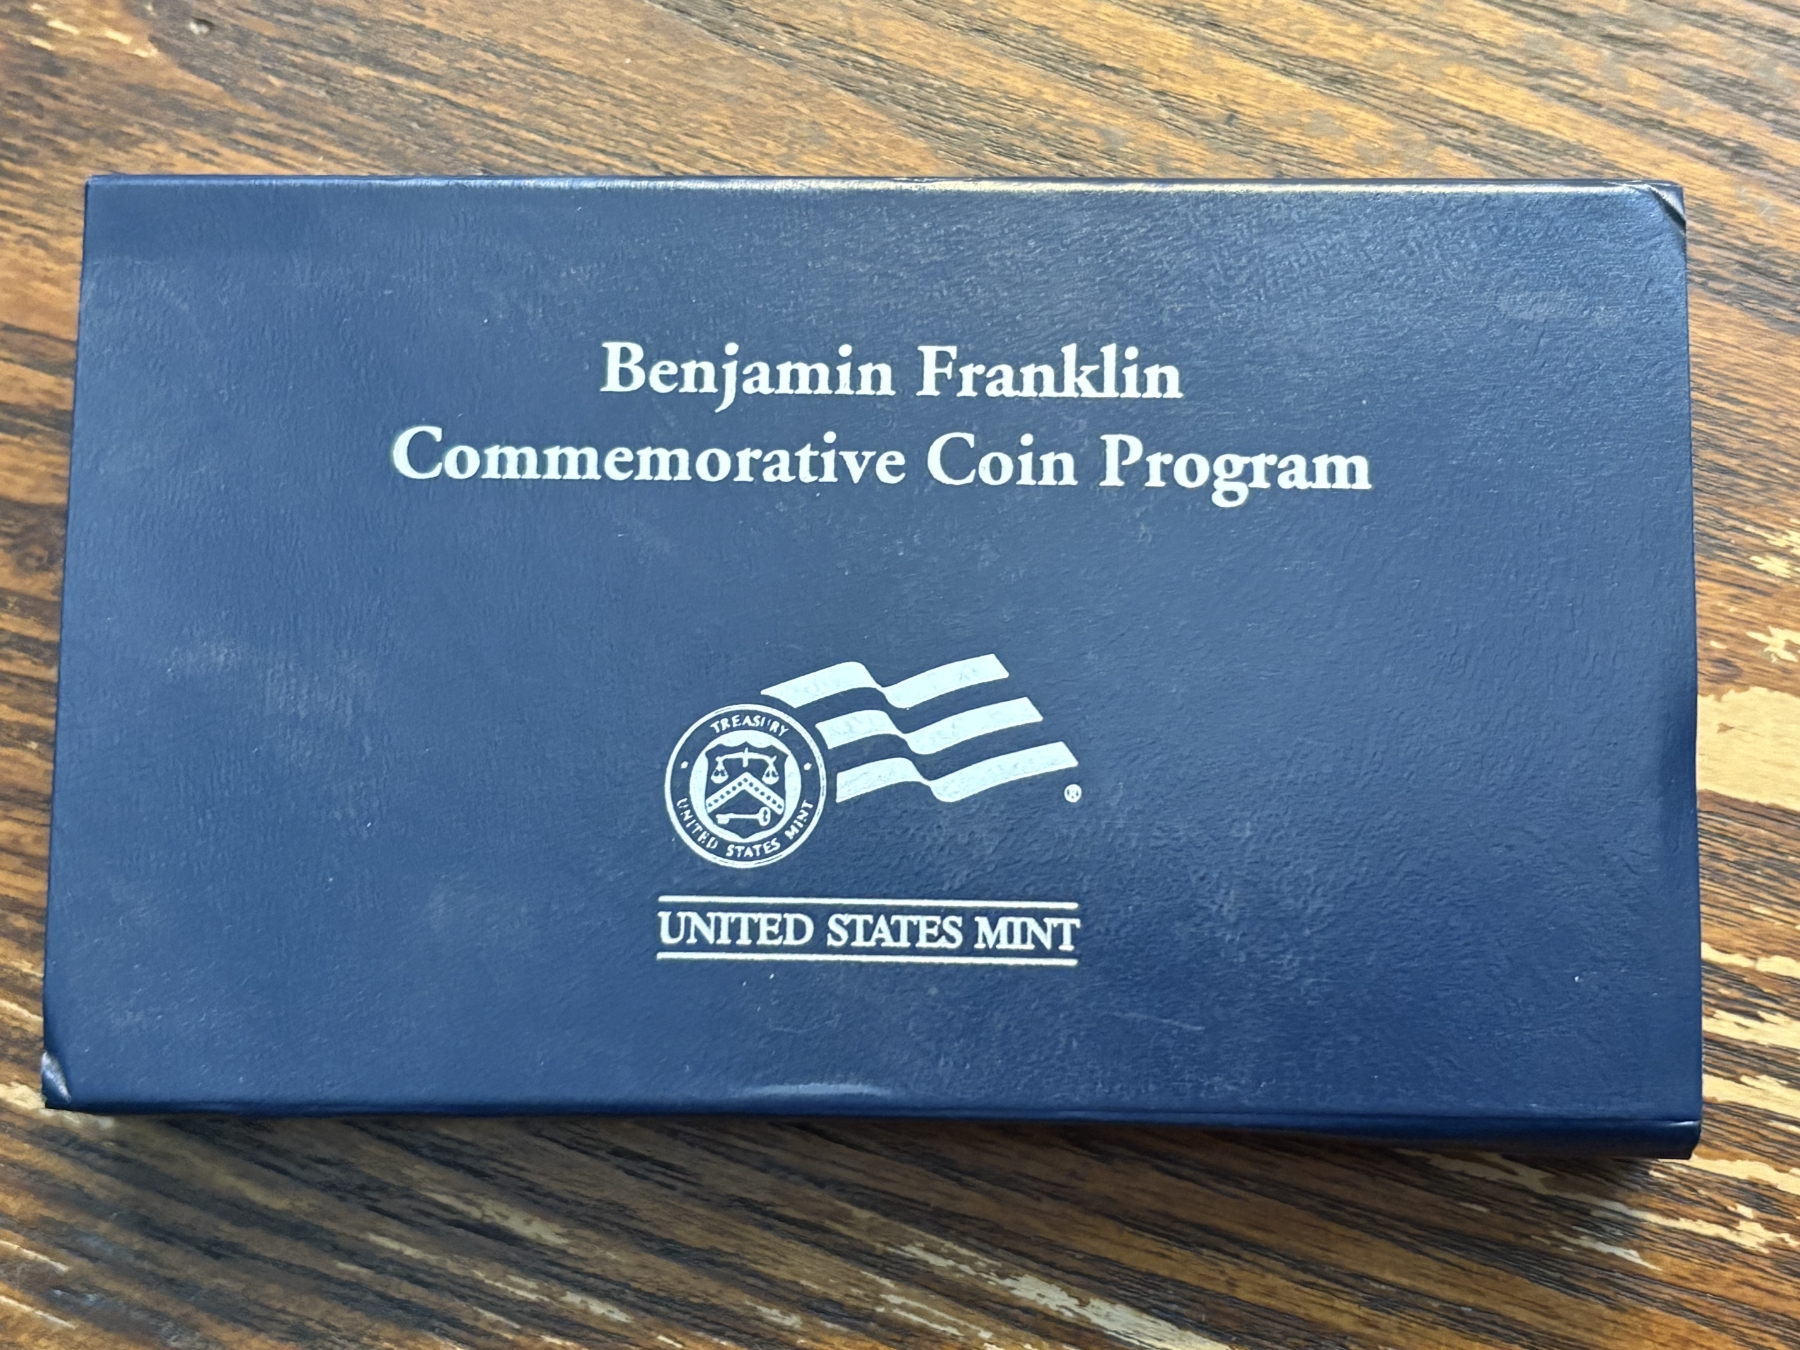 Benjamin Franklin
Commemorative Coin Program
TREASURY
UNITED STATES MINT
®
UNITED STATES MINT